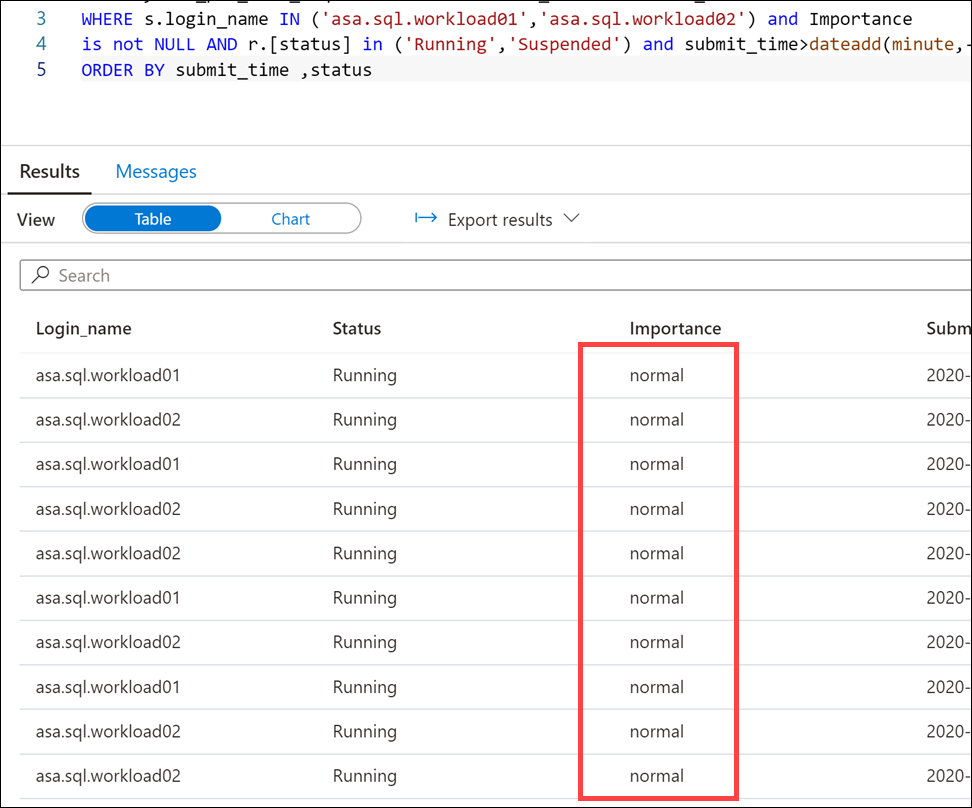 3 WHERE s.login_name IN ('asa.sql.workload01','asa.sql.workload02') and Importance
4 is not NULL AND r.[status] in ('Running','Suspended') and submit_time>dateadd(minute,-
5 ORDER BY submit_time ,status
Results Messages
View Table Chart Export results
Search
Login_name Status Importance Subm
asa.sql.workload01 Running normal 2020-
asa.sql.workload02 Running normal 2020-
asa.sql.workload01 Running normal 2020-
asa.sql.workload02 Running normal 2020-
asa.sql.workload02 Running normal 2020-
asa.sql.workload01 Running normal 2020-
asa.sql.workload02 Running normal 2020-
asa.sql.workload01 Running normal 2020-
asa.sql.workload02 Running normal 2020-
asa.sql.workload02 Running normal 2020-